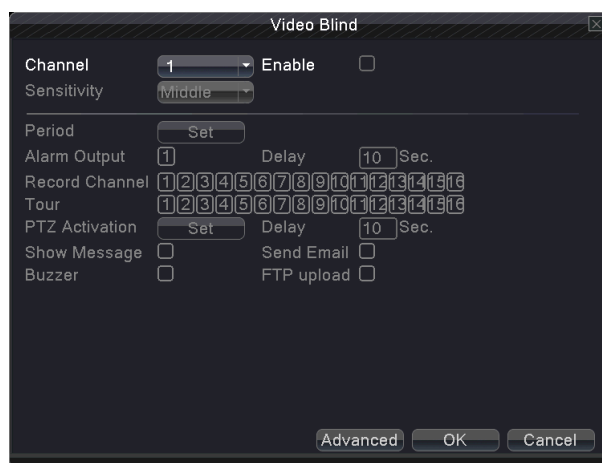 Video Blind
Channel 1 Enable
Sensitivity Middle
Period Set
Alarm Output 1 Delay 10 Sec.
Record Channel 1 2 3 4 5 6 7 8 9 10 11 12 13 14 15 16
Tour 1 2 3 4 5 6 7 8 9 10 11 12 13 14 15 16
PTZ Activation Set Delay 10 Sec.
Show Message Send Email
Buzzer FTP upload
Advanced OK Cancel